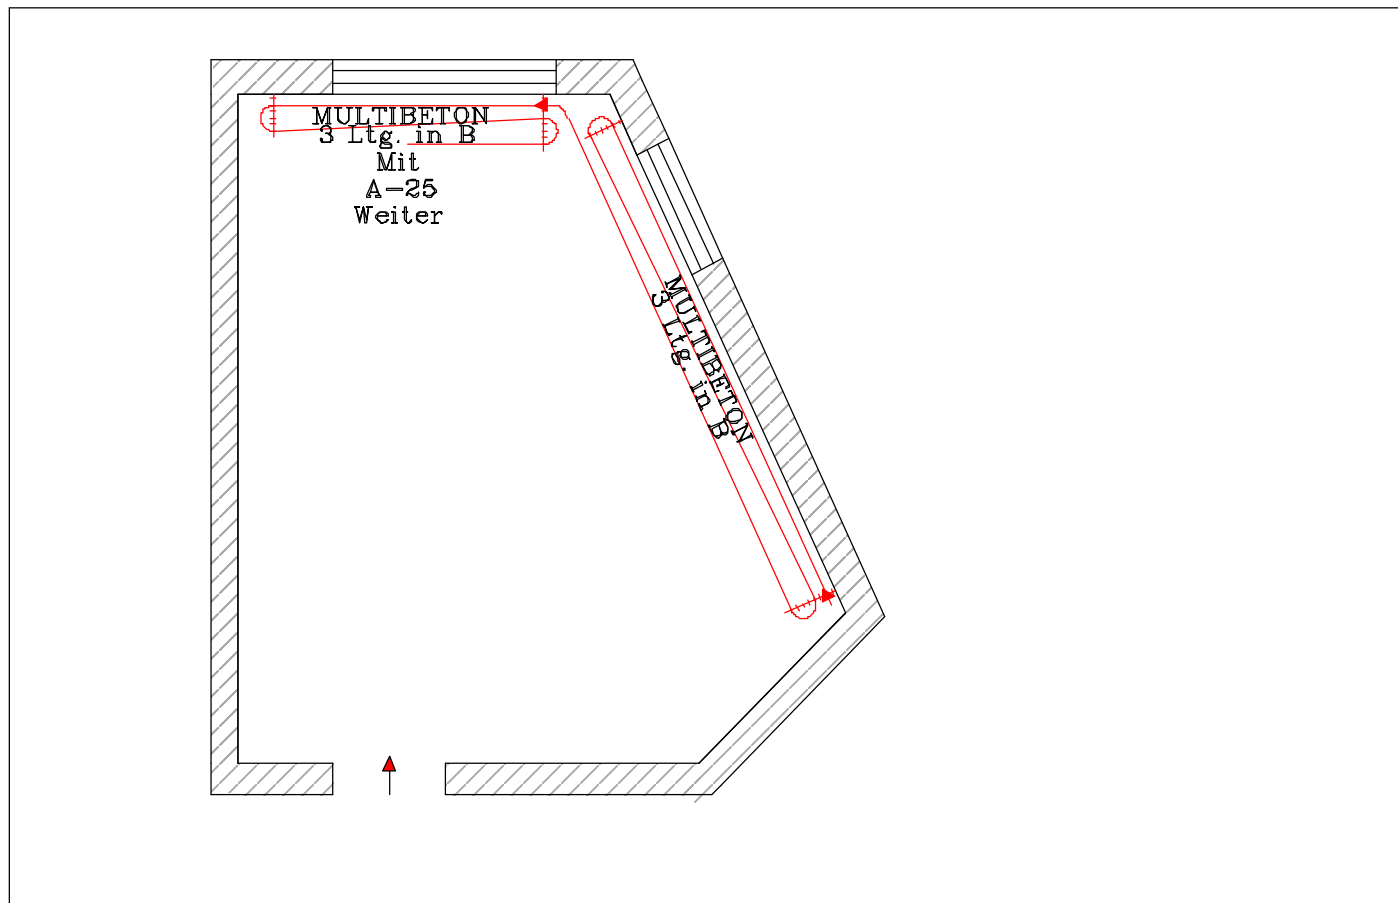 MULTIBETON
3 Ltg. in B
Mit
A-25
Weiter
MULTIBETON
3 Ltg. in B